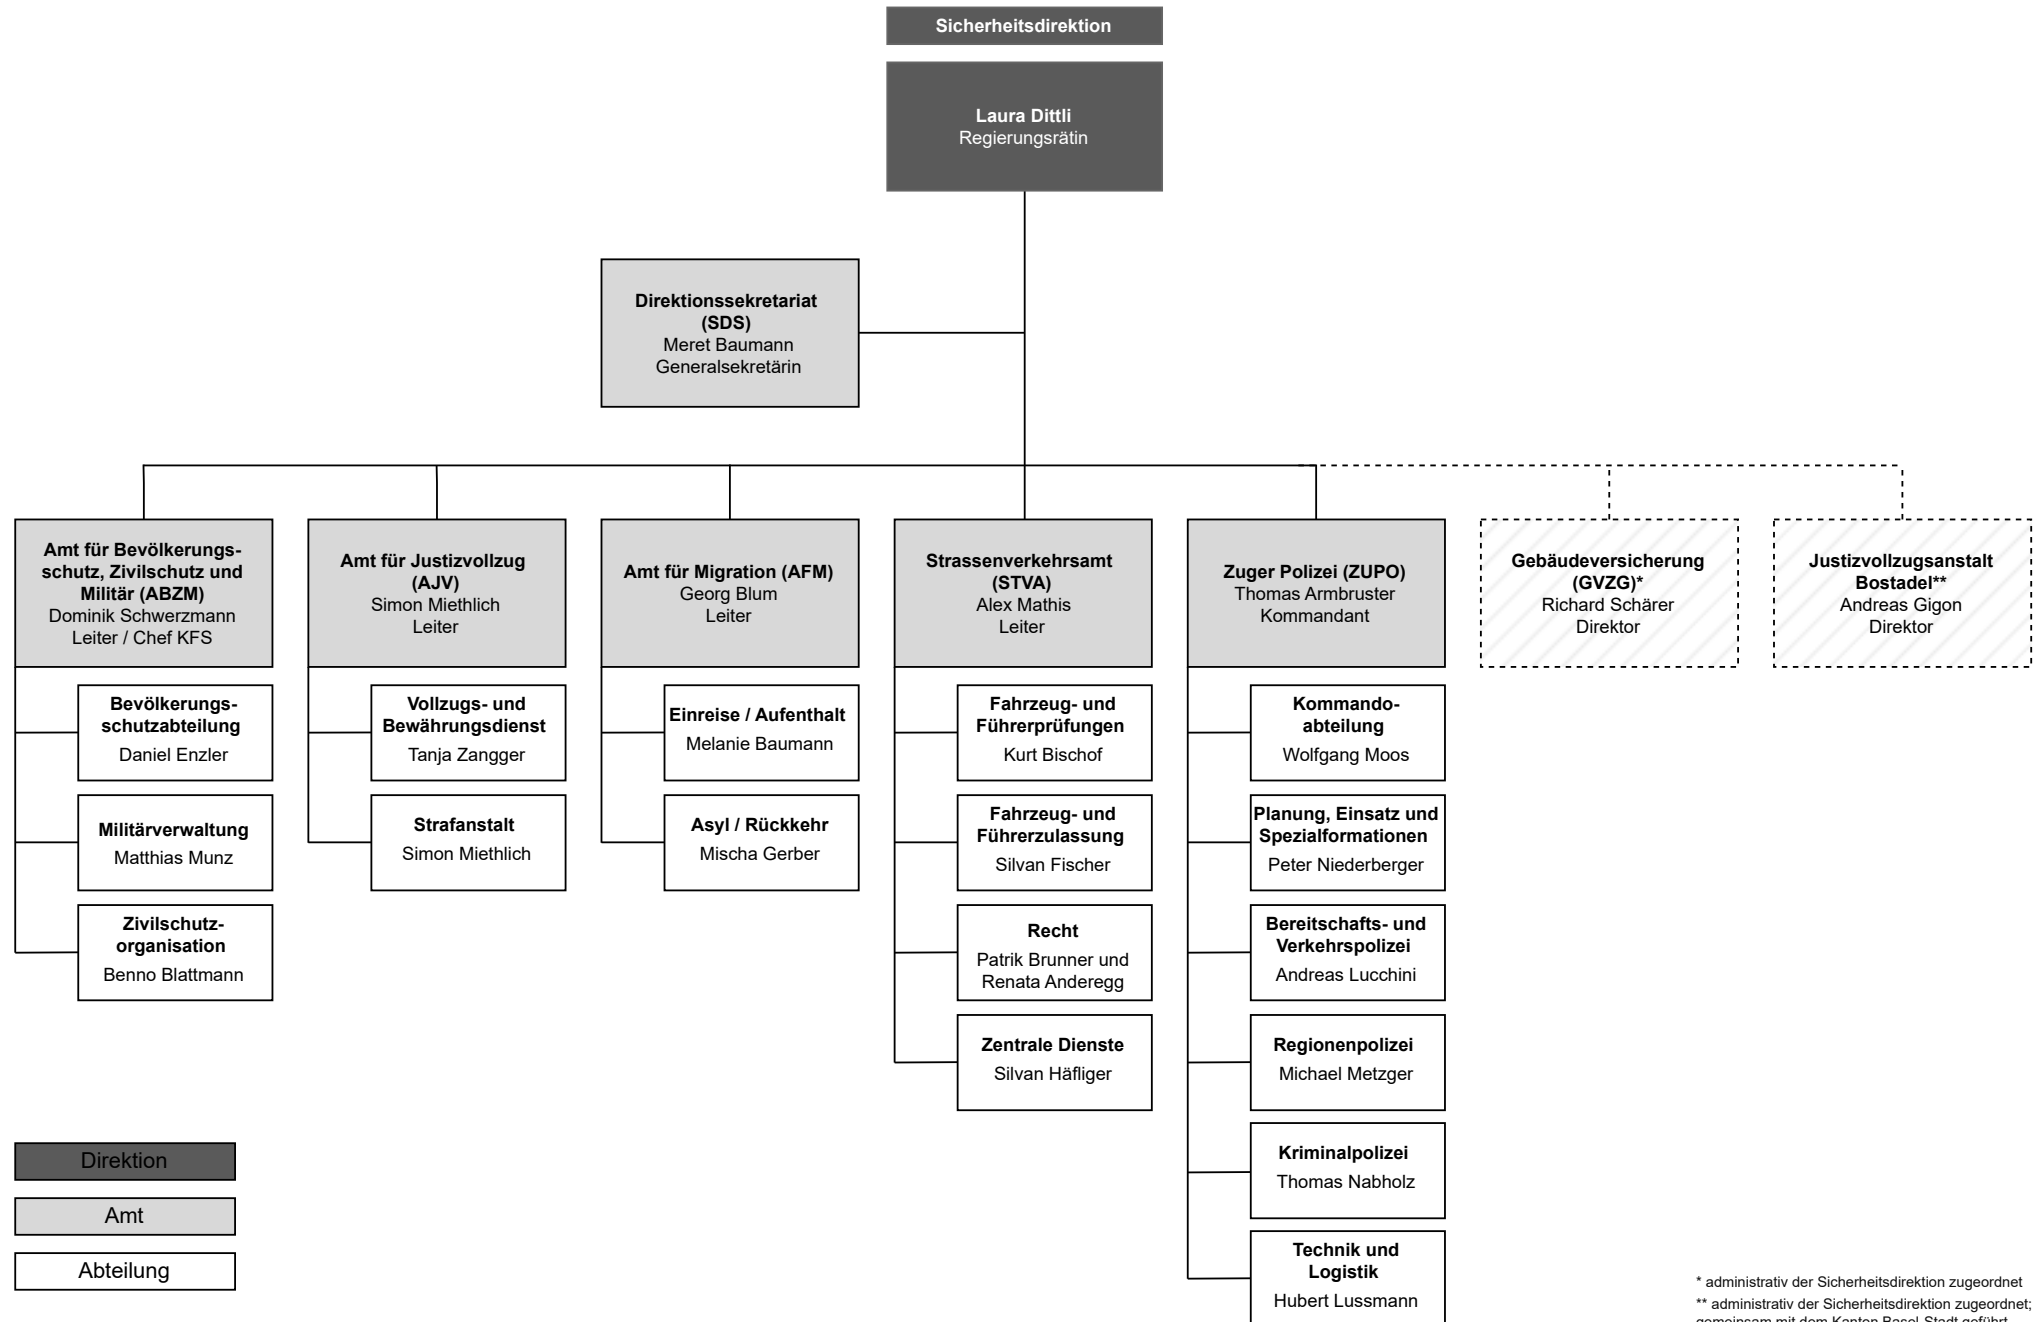 Sicherheitsdirektion
Laura Dittli
Regierungsrätin
Direktionssekretariat
(SDS)
Meret Baumann
Generalsekretärin
Amt für Bevölkerungs-
schutz, Zivilschutz und
Militär (ABZM)
Dominik Schwerzmann
Leiter / Chef KFS
Bevölkerungs-
schutzabteilung
Daniel Enzler
Militärverwaltung
Matthias Munz
Zivilschutz-
organisation
Benno Blattmann
Amt für Justizvollzug
(AJV)
Simon Miethlich
Leiter
Vollzugs- und
Bewährungsdienst
Tanja Zangger
Strafanstalt
Simon Miethlich
Amt für Migration (AFM)
Georg Blum
Leiter
Einreise / Aufenthalt
Melanie Baumann
Asyl / Rückkehr
Mischa Gerber
Strassenverkehrsamt
(STVA)
Alex Mathis
Leiter
Fahrzeug- und
Führerprüfungen
Kurt Bischof
Fahrzeug- und
Führerzulassung
Silvan Fischer
Recht
Patrik Brunner und
Renata Anderegg
Zentrale Dienste
Silvan Häfliger
Zuger Polizei (ZUPO)
Thomas Armbruster
Kommandant
Kommando-
abteilung
Wolfgang Moos
Planung, Einsatz und
Spezialformationen
Peter Niederberger
Bereitschafts- und
Verkehrspolizei
Andreas Lucchini
Regionenpolizei
Michael Metzger
Kriminalpolizei
Thomas Nabholz
Technik und
Logistik
Hubert Lussmann
Gebäudeversicherung
(GVZG)*
Richard Schärer
Direktor
Justizvollzugsanstalt
Bostadel**
Andreas Gigon
Direktor
Direktion
Amt
Abteilung
* administrativ der Sicherheitsdirektion zugeordnet
** administrativ der Sicherheitsdirektion zugeordnet;
gemeinsam mit dem Kanton Basel-Stadt geführt